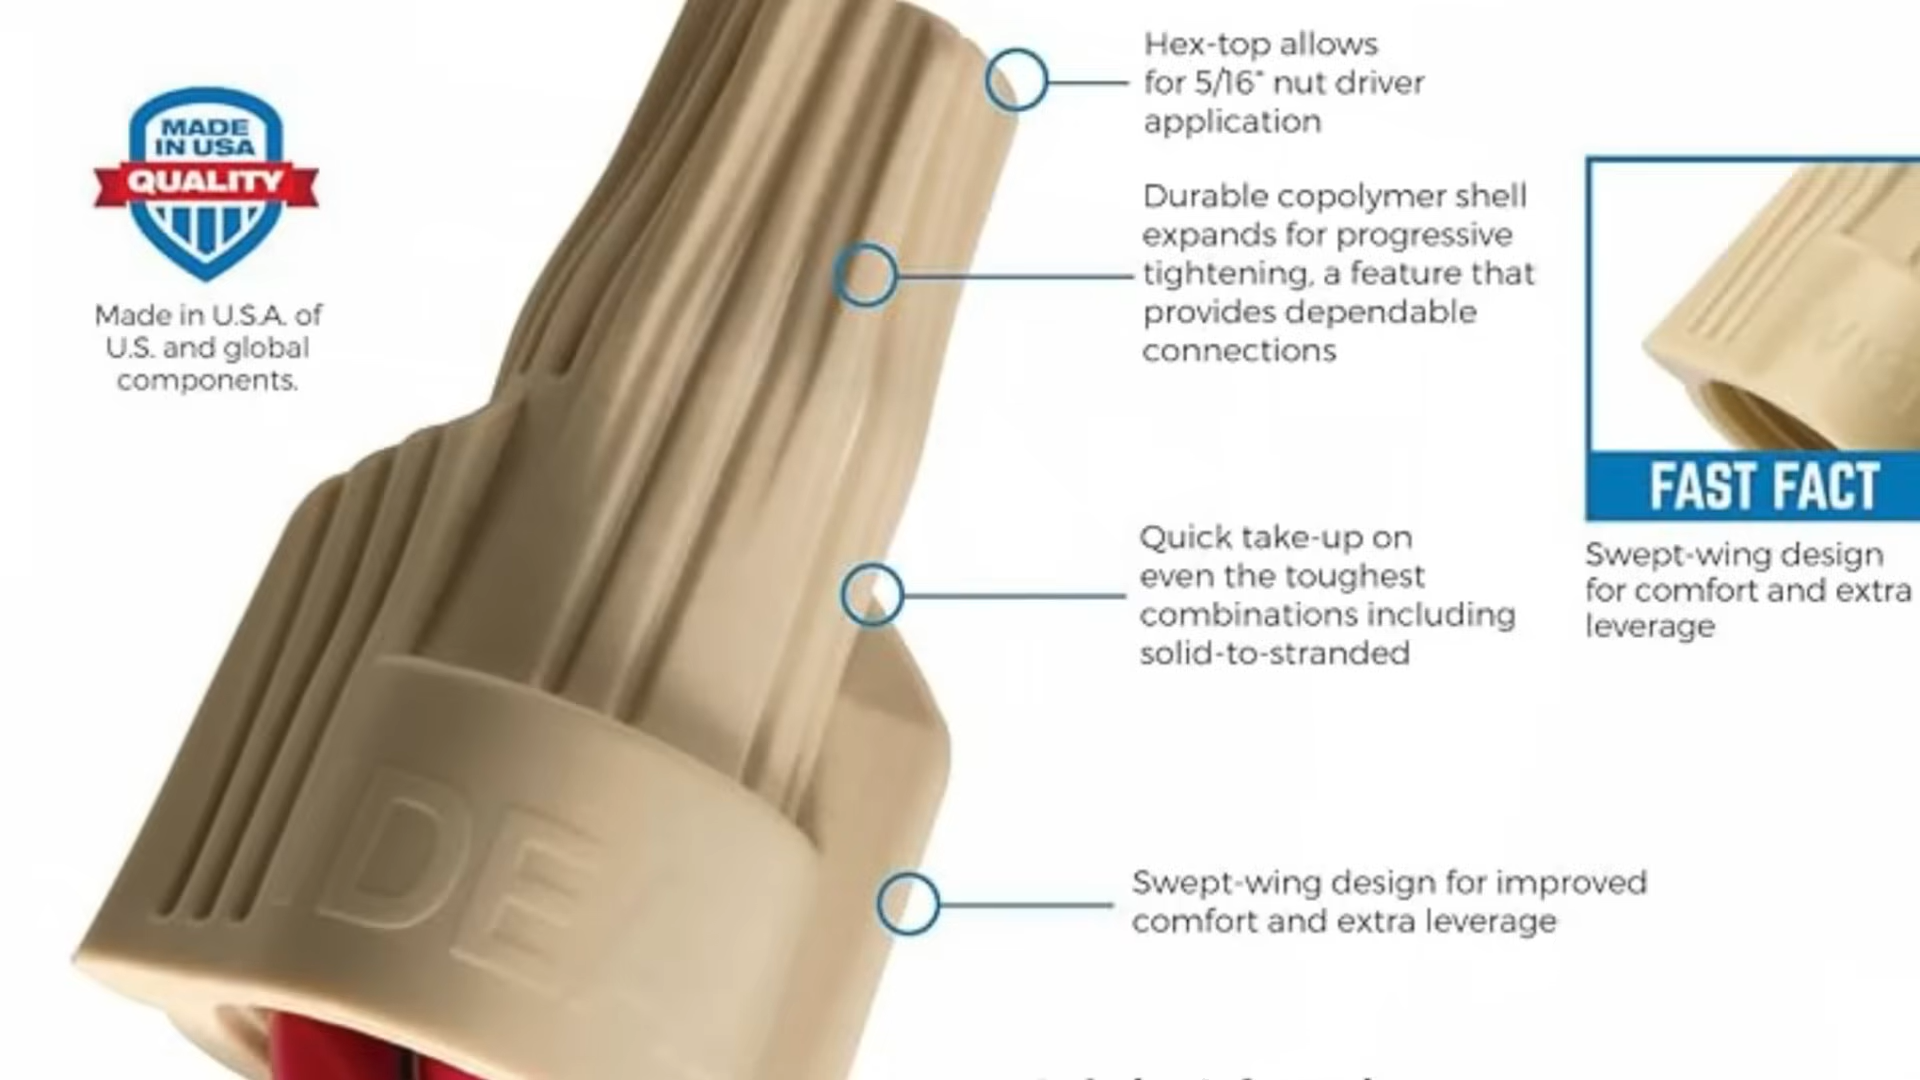 MADE
IN USA
QUALITY
Made in U.S.A. of
U.S. and global
components.
Hex-top allows
for 5/16" nut driver
application
Durable copolymer shell
expands for progressive
tightening, a feature that
provides dependable
connections
Quick take-up on
even the toughest
combinations including
solid-to-stranded
Swept-wing design for improved
comfort and extra leverage
FAST FACT
Swept-wing design
for comfort and extra
leverage
DE